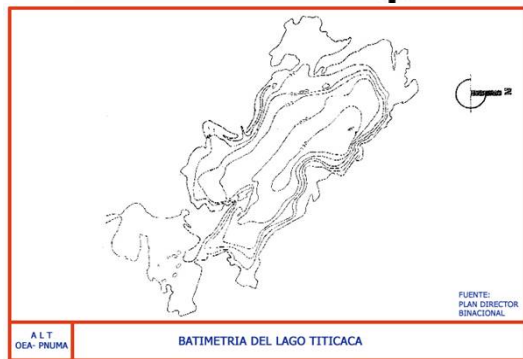 N
FUENTE:
PLAN DIRECTOR
BINACIONAL
A L T
OEA- PNUMA
BATIMETRIA DEL LAGO TITICACA